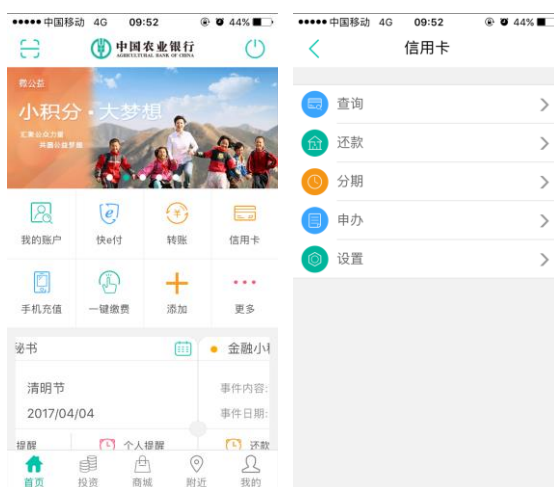 中国移动 4G 09:52 44%
中国农业银行
AGRICULTURAL BANK OF CHINA
微公益
小积分·大梦想
汇聚公众力量
共圆公益梦想
我的账户 快e付 转账 信用卡
手机充值 一键缴费 添加 更多
秘书 金融小
清明节
2017/04/04
事件内容:
事件日期:
提醒 个人提醒 还款
首页 投资 商城 附近 我的
中国移动 4G 09:52 44%
信用卡
查询
还款
分期
申办
设置